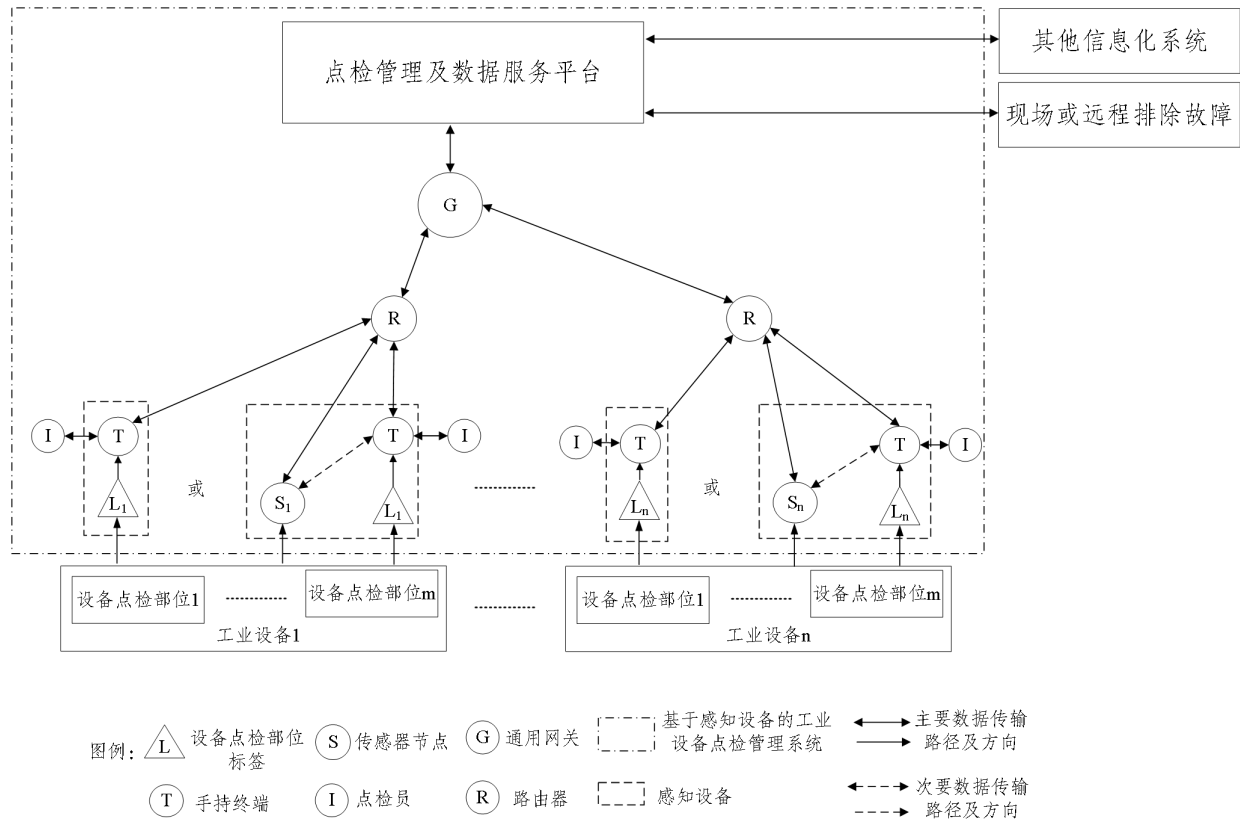 其他信息化系统
点检管理及数据服务平台
现场或远程排除故障
G
R
R
I
T
T
I
I
T
T
I
L1
或
S1
L1
Ln
或
Sn
Ln
设备点检部位1
设备点检部位m
设备点检部位1
设备点检部位m
工业设备1
工业设备n
图例：
L
设备点检部位
标签
S
传感器节点
G
通用网关
基于感知设备的工业
设备点检管理系统
主要数据传输
路径及方向
T
手持终端
I
点检员
R
路由器
感知设备
次要数据传输
路径及方向